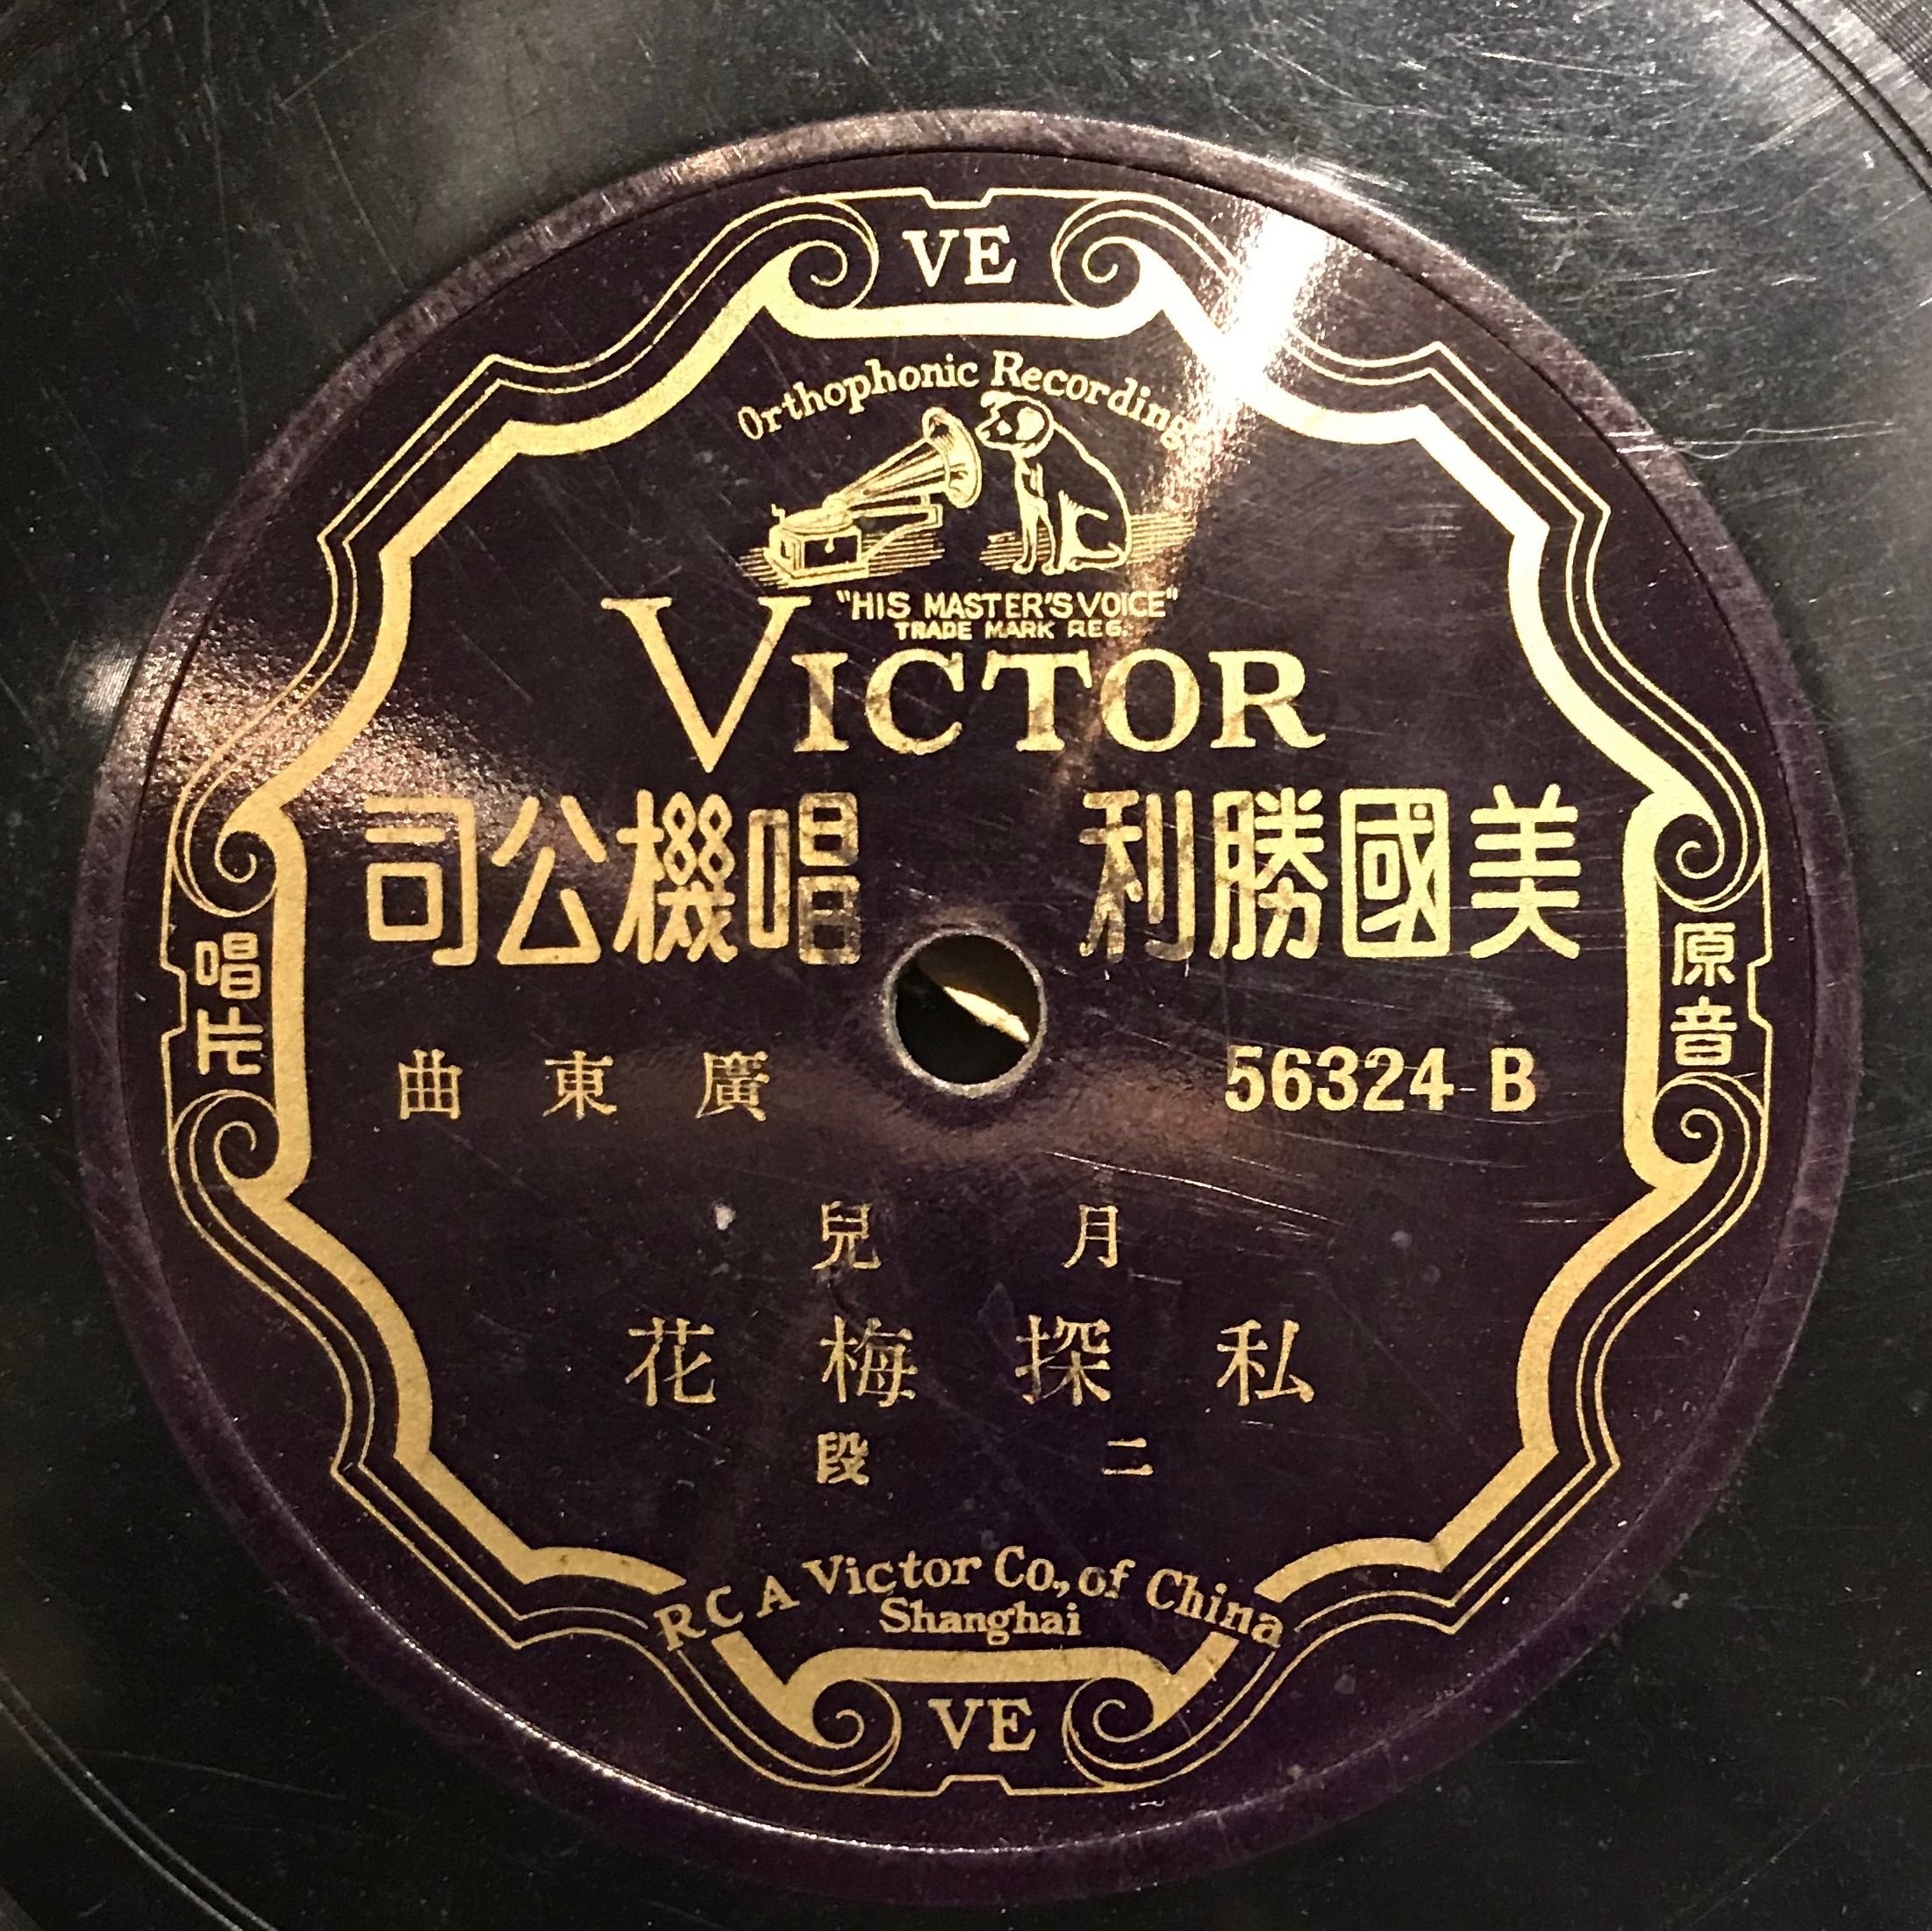 VE
Orthophonic Recording
"HIS MASTER'S VOICE"
TRADE MARK REG.
VICTOR
美國勝利 唱機公司
原音
唱片
56324-B
廣東曲
月兒
私探梅花
二段
RCA Victor Co., of China
Shanghai
VE